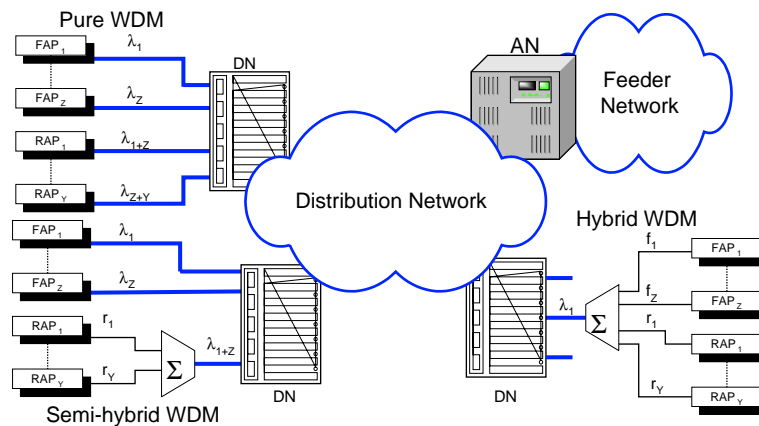 Pure WDM
FAP1
λ1
FAPZ
λZ
RAP1
λ1+Z
RAPY
λZ+Y
DN
AN
Feeder
Network
Distribution Network
FAP1
λ1
FAPZ
λZ
RAP1
r1
RAPY
rY
Σ
λ1+Z
DN
Semi-hybrid WDM
Hybrid WDM
λ1
Σ
DN
f1
FAP1
fZ
FAPZ
r1
RAP1
rY
RAPY